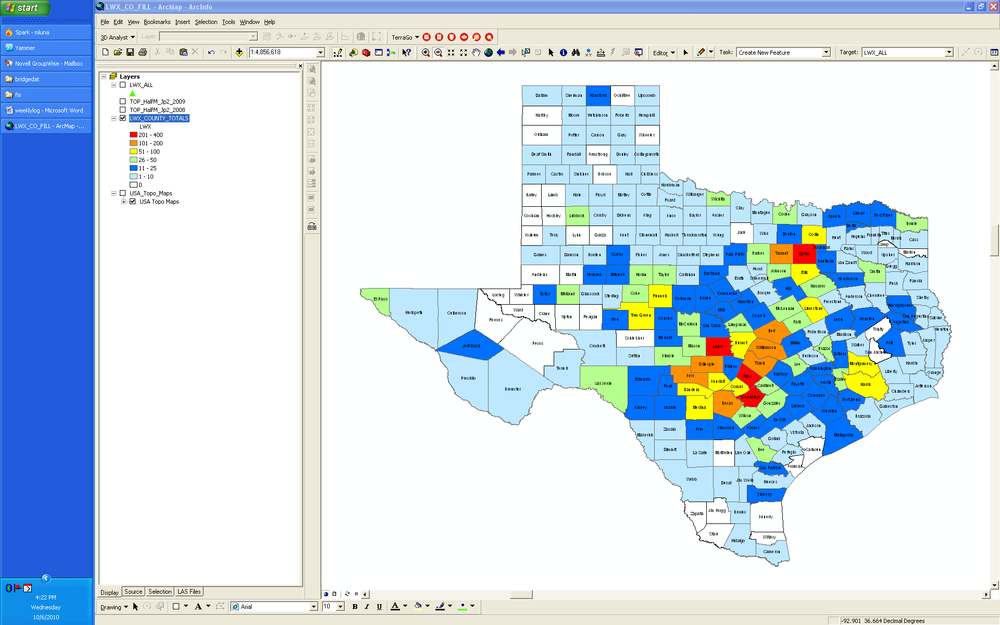 start
LWX_CO_FILL - ArcMap - ArcInfo
Spark - mluna
Yammer
Novell GroupWise - Mailbox
bridgedat
fis
weeklylog - Microsoft Word
LWX_CO_FILL - ArcMap -...
4:22 PM
Wednesday
10/6/2010
File Edit View Bookmarks Insert Selection Tools Window Help
3D Analyst Layer: TerraGo
1:4,856,618 Editor Task: Create New Feature Target: LWX_ALL
Layers
LWX_ALL
TOP_HalfM_Jp2_2009
TOP_HalfM_Jp2_2008
LWX_COUNTY_TOTALS
LWX
201 - 400
101 - 200
51 - 100
26 - 50
11 - 25
1 - 10
0
USA_Topo_Maps
USA Topo Maps
Display Source Selection LAS Files
Drawing A Arial 10 B I U A
-92.901 36.664 Decimal Degrees
Dallam Sherman Hansford Ochiltree Lipscomb
Hartley Moore Hutchinson Roberts Hemphill
Oldham Potter Carson Gray Wheeler
Deaf Smith Randall Armstrong Donley Collingsworth
Parmer Castro Swisher Briscoe Hall Childress
Hardeman
Bailey Lamb Hale Floyd Motley Cottle Foard Wilbarger Wichita
Clay Montague Cooke Grayson Fannin Lamar Red River Bowie
Cochran Hockley Lubbock Crosby Dickens King Knox Baylor Archer
Delta
Yoakum Terry Lynn Garza Kent Stonewall Haskell Throckmorton Young Jack Wise Denton Collin Hunt Hopkins Franklin Titus Morris Cass
Camp Marion
Gaines Dawson Borden Scurry Fisher Jones Shackelford Stephens Palo Pinto Parker Tarrant Dallas Rockwall Rains Wood Upshur
Kaufman Van Zandt Gregg Harrison
Andrews Martin Howard Mitchell Nolan Taylor Callahan Eastland Erath Hood Somervell Johnson Ellis Henderson Smith Rusk Panola
El Paso Hudspeth Culberson Loving Winkler Ector Midland Glasscock Sterling Coke Runnels Coleman Brown Comanche Hamilton Bosque Hill Navarro Freestone Anderson Cherokee Shelby
Nacogdoches San Augustine Sabine
Reeves Ward Crane Upton Reagan Irion Tom Green Concho McCulloch San Saba Mills Lampasas Coryell McLennan Limestone Falls Leon Houston Angelina
Newton
Jeff Davis Pecos Crockett Schleicher Menard Mason Llano Burnet Bell Williamson Milam Robertson Madison Trinity Polk Tyler Jasper
Brazos Grimes Walker San Jacinto
Presidio Brewster Terrell Sutton Kimble Gillespie Blanco Travis Lee Burleson Washington Montgomery Liberty Hardin Orange
Val Verde Edwards Real Kerr Kendall Hays Bastrop Fayette Austin Waller Harris Chambers Jefferson
Bandera Comal Caldwell Colorado Fort Bend Galveston
Kinney Uvalde Medina Bexar Guadalupe Gonzales Lavaca Wharton Brazoria
Wilson DeWitt
Maverick Zavala Frio Atascosa Karnes Goliad Victoria Jackson Matagorda
Dimmit La Salle McMullen Live Oak Bee Refugio Calhoun
San Patricio Aransas
Webb Duval Jim Wells Nueces
Kleberg
Zapata Jim Hogg Brooks Kenedy
Starr Hidalgo Willacy
Cameron